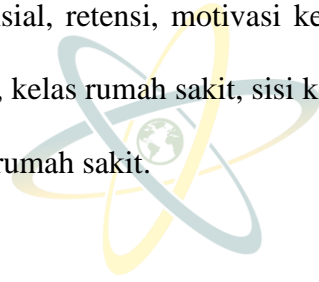 sial, retensi, motivasi ke
, kelas rumah sakit, sisi k
rumah sakit.